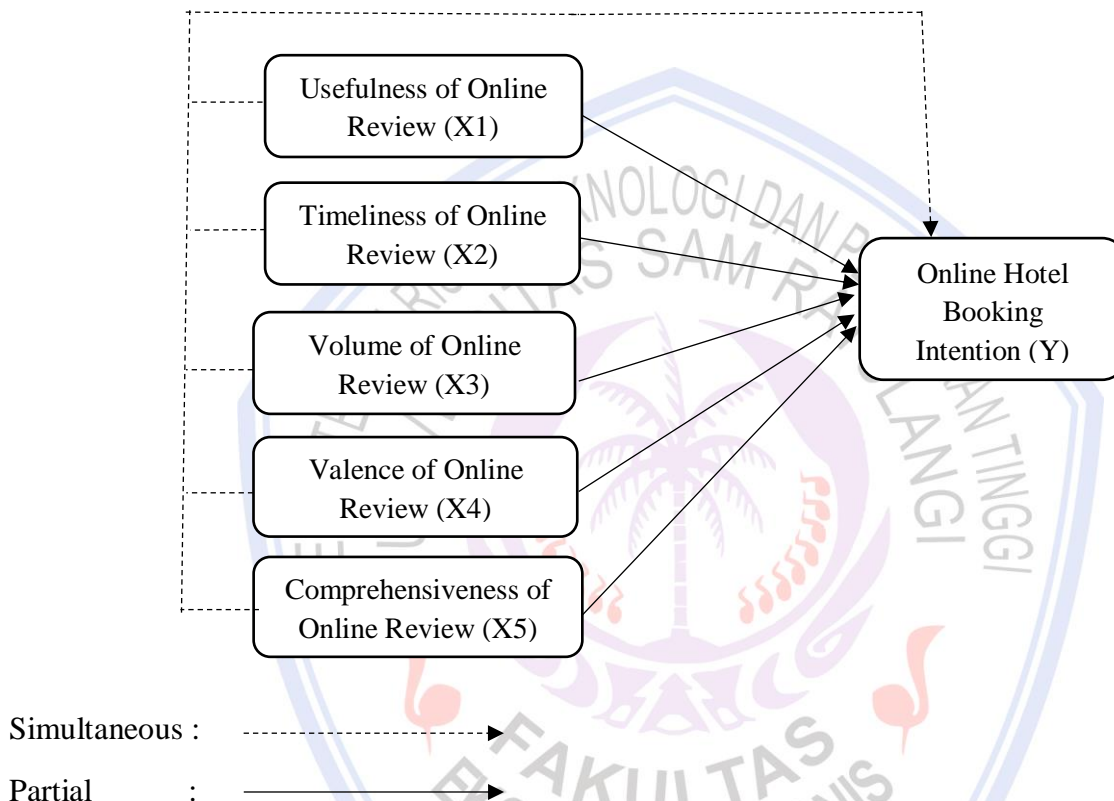 Usefulness of Online
Review (X1)
Timeliness of Online
Review (X2)
Volume of Online
Review (X3)
Valence of Online
Review (X4)
Comprehensiveness of
Online Review (X5)
Online Hotel
Booking
Intention (Y)
Simultaneous :
Partial :
FAKULTAS